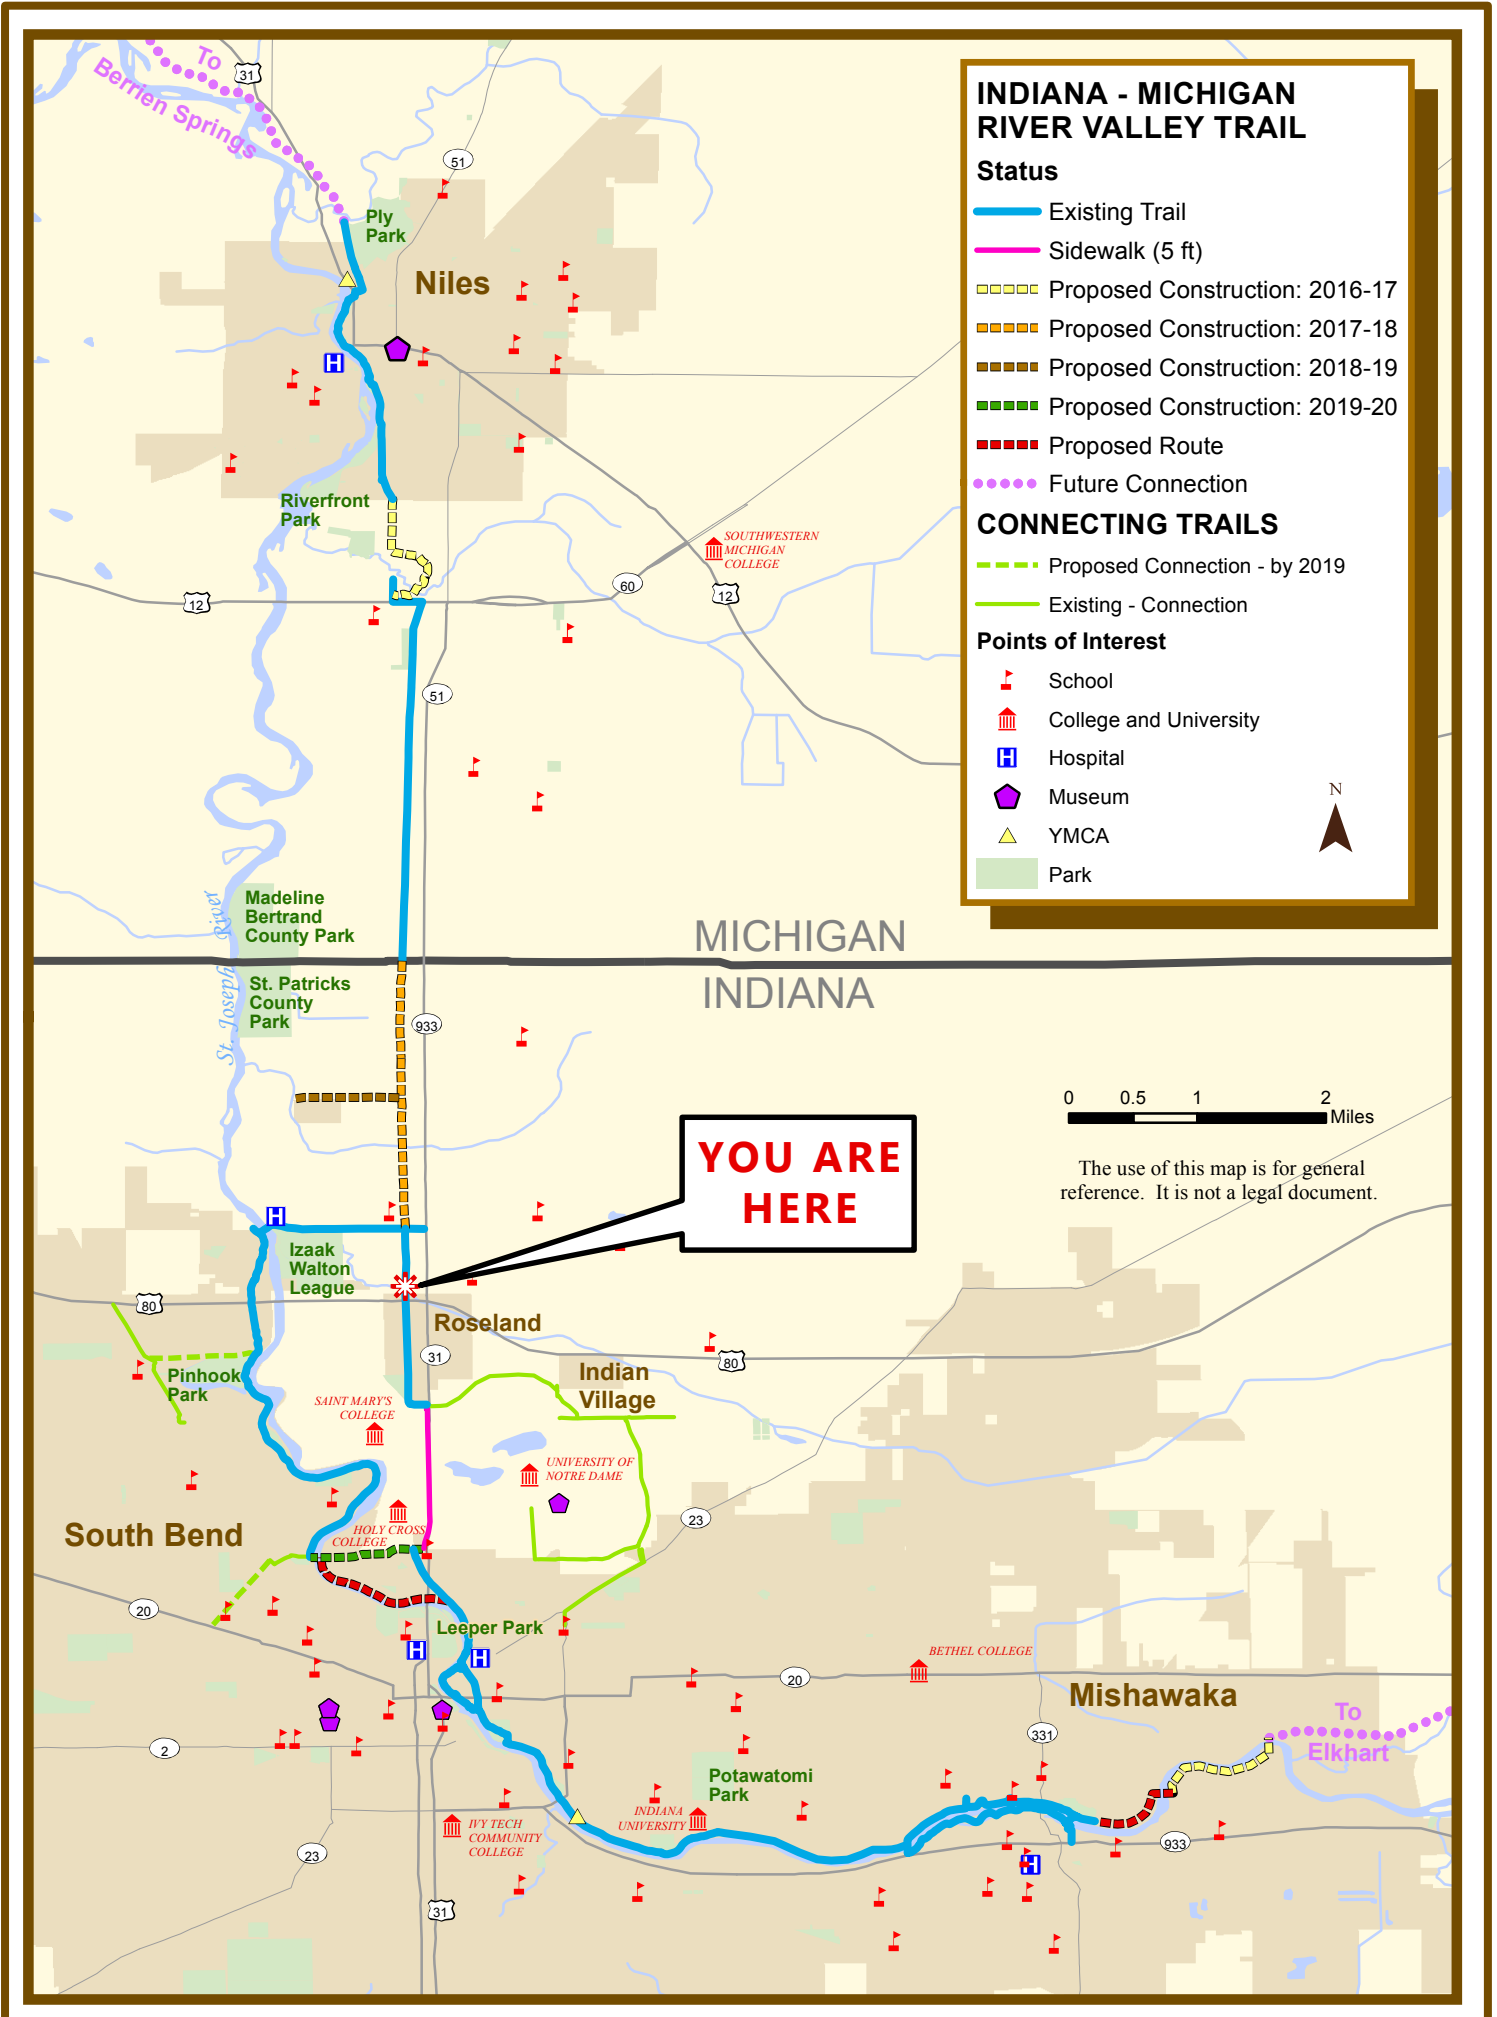 To
Berrien Springs
31
51
Ply
Park
Niles
Riverfront
Park
SOUTHWESTERN
MICHIGAN
COLLEGE
12
60
12
51
INDIANA - MICHIGAN
RIVER VALLEY TRAIL
Status
Existing Trail
Sidewalk (5 ft)
Proposed Construction: 2016-17
Proposed Construction: 2017-18
Proposed Construction: 2018-19
Proposed Construction: 2019-20
Proposed Route
Future Connection
CONNECTING TRAILS
Proposed Connection - by 2019
Existing - Connection
Points of Interest
School
College and University
H Hospital
Museum
YMCA
Park
N
H
Madeline
Bertrand
County Park
St. Joseph River
MICHIGAN
INDIANA
St. Patricks
County
Park
933
0 0.5 1 2
Miles
The use of this map is for general
reference. It is not a legal document.
YOU ARE
HERE
H
Izaak
Walton
League
80
Roseland
31
80
Indian
Village
Pinhook
Park
SAINT MARY'S
COLLEGE
UNIVERSITY OF
NOTRE DAME
23
South Bend
HOLY CROSS
COLLEGE
20
Leeper Park
H
H
BETHEL COLLEGE
20
Mishawaka
To
Elkhart
331
2
Potawatomi
Park
INDIANA
UNIVERSITY
IVY TECH
COMMUNITY
COLLEGE
933
H
23
31